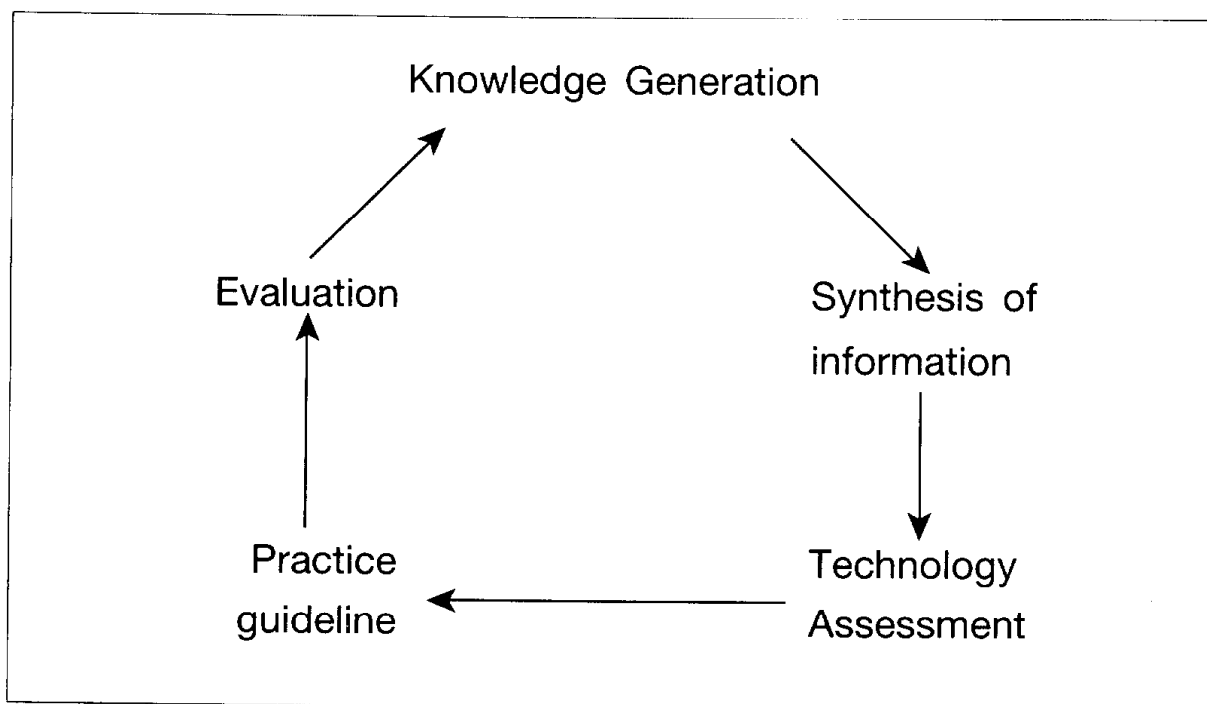 Knowledge Generation
Evaluation
Synthesis of
information
Practice
guideline
Technology
Assessment